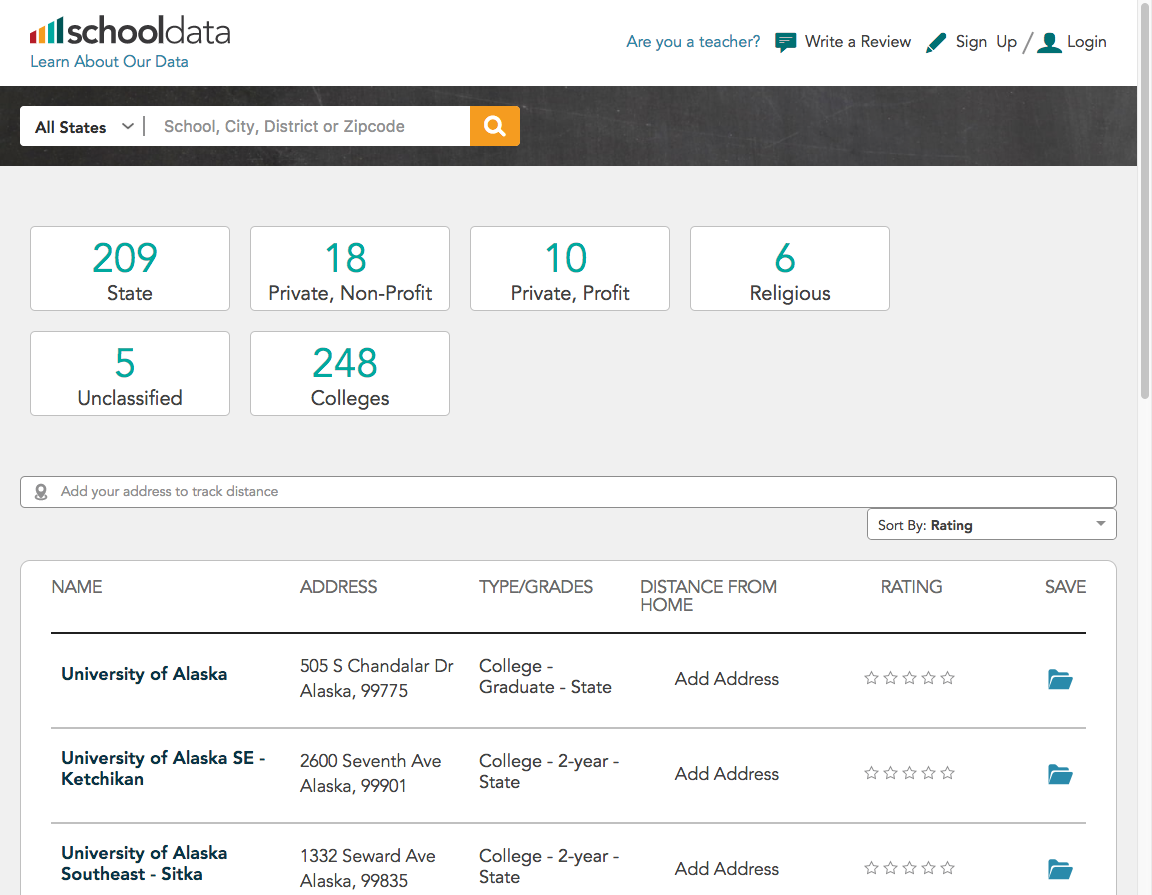 schooldata
Learn About Our Data
Are you a teacher? Write a Review Sign Up / Login
All States School, City, District or Zipcode
209
State
18
Private, Non-Profit
10
Private, Profit
6
Religious
5
Unclassified
248
Colleges
Add your address to track distance
Sort By: Rating
NAME ADDRESS TYPE/GRADES DISTANCE FROM HOME RATING SAVE
University of Alaska
505 S Chandalar Dr
Alaska, 99775
College -
Graduate - State
Add Address
University of Alaska SE -
Ketchikan
2600 Seventh Ave
Alaska, 99901
College - 2-year -
State
Add Address
University of Alaska
Southeast - Sitka
1332 Seward Ave
Alaska, 99835
College - 2-year -
State
Add Address